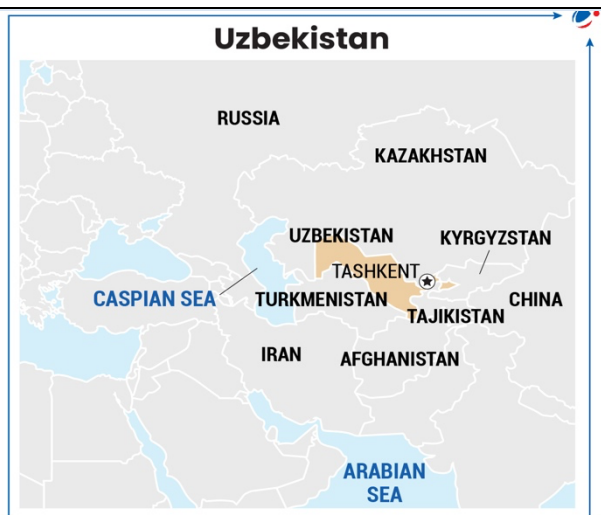 Uzbekistan
RUSSIA
KAZAKHSTAN
UZBEKISTAN
KYRGYZSTAN
TASHKENT
CASPIAN SEA
TURKMENISTAN
CHINA
TAJIKISTAN
IRAN
AFGHANISTAN
ARABIAN
SEA